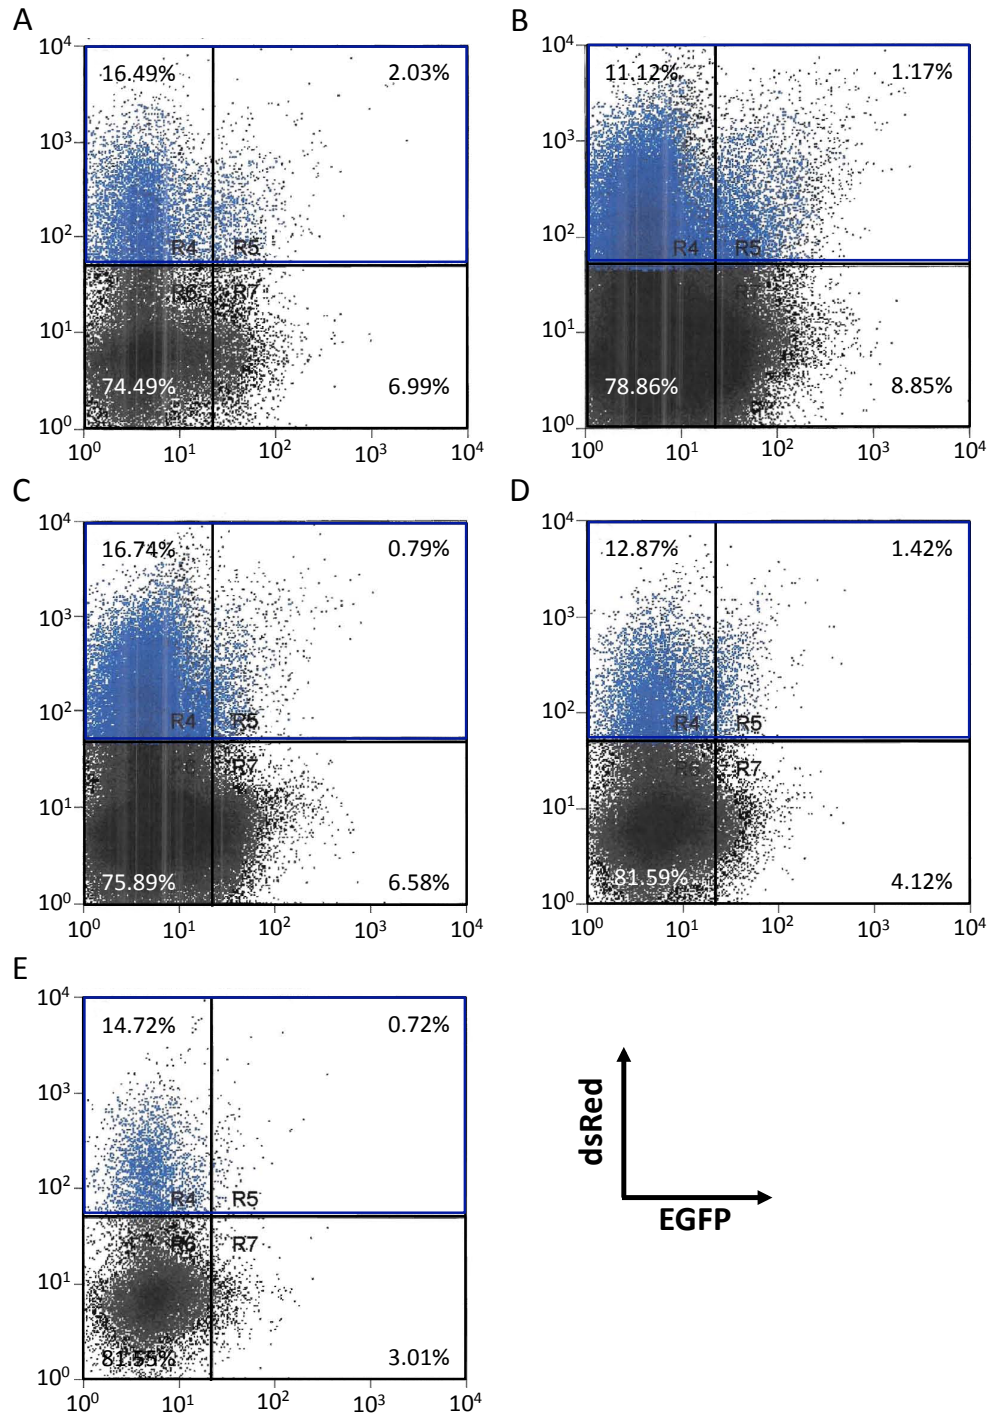 A
10⁴
10³
10²
10¹
10⁰
16.49%
2.03%
R4
R5
R6
R7
74.49%
6.99%
10⁰ 10¹ 10² 10³ 10⁴
B
10⁴
10³
10²
10¹
10⁰
11.12%
1.17%
R4
R5
78.86%
8.85%
10⁰ 10¹ 10² 10³ 10⁴
C
10⁴
10³
10²
10¹
10⁰
16.74%
0.79%
R4
R5
R7
75.89%
6.58%
10⁰ 10¹ 10² 10³ 10⁴
D
10⁴
10³
10²
10¹
10⁰
12.87%
1.42%
R4
R5
R6
R7
81.59%
4.12%
10⁰ 10¹ 10² 10³ 10⁴
E
10⁴
10³
10²
10¹
10⁰
14.72%
0.72%
R4
R5
R6
R7
81.55%
3.01%
10⁰ 10¹ 10² 10³ 10⁴
dsRed
EGFP